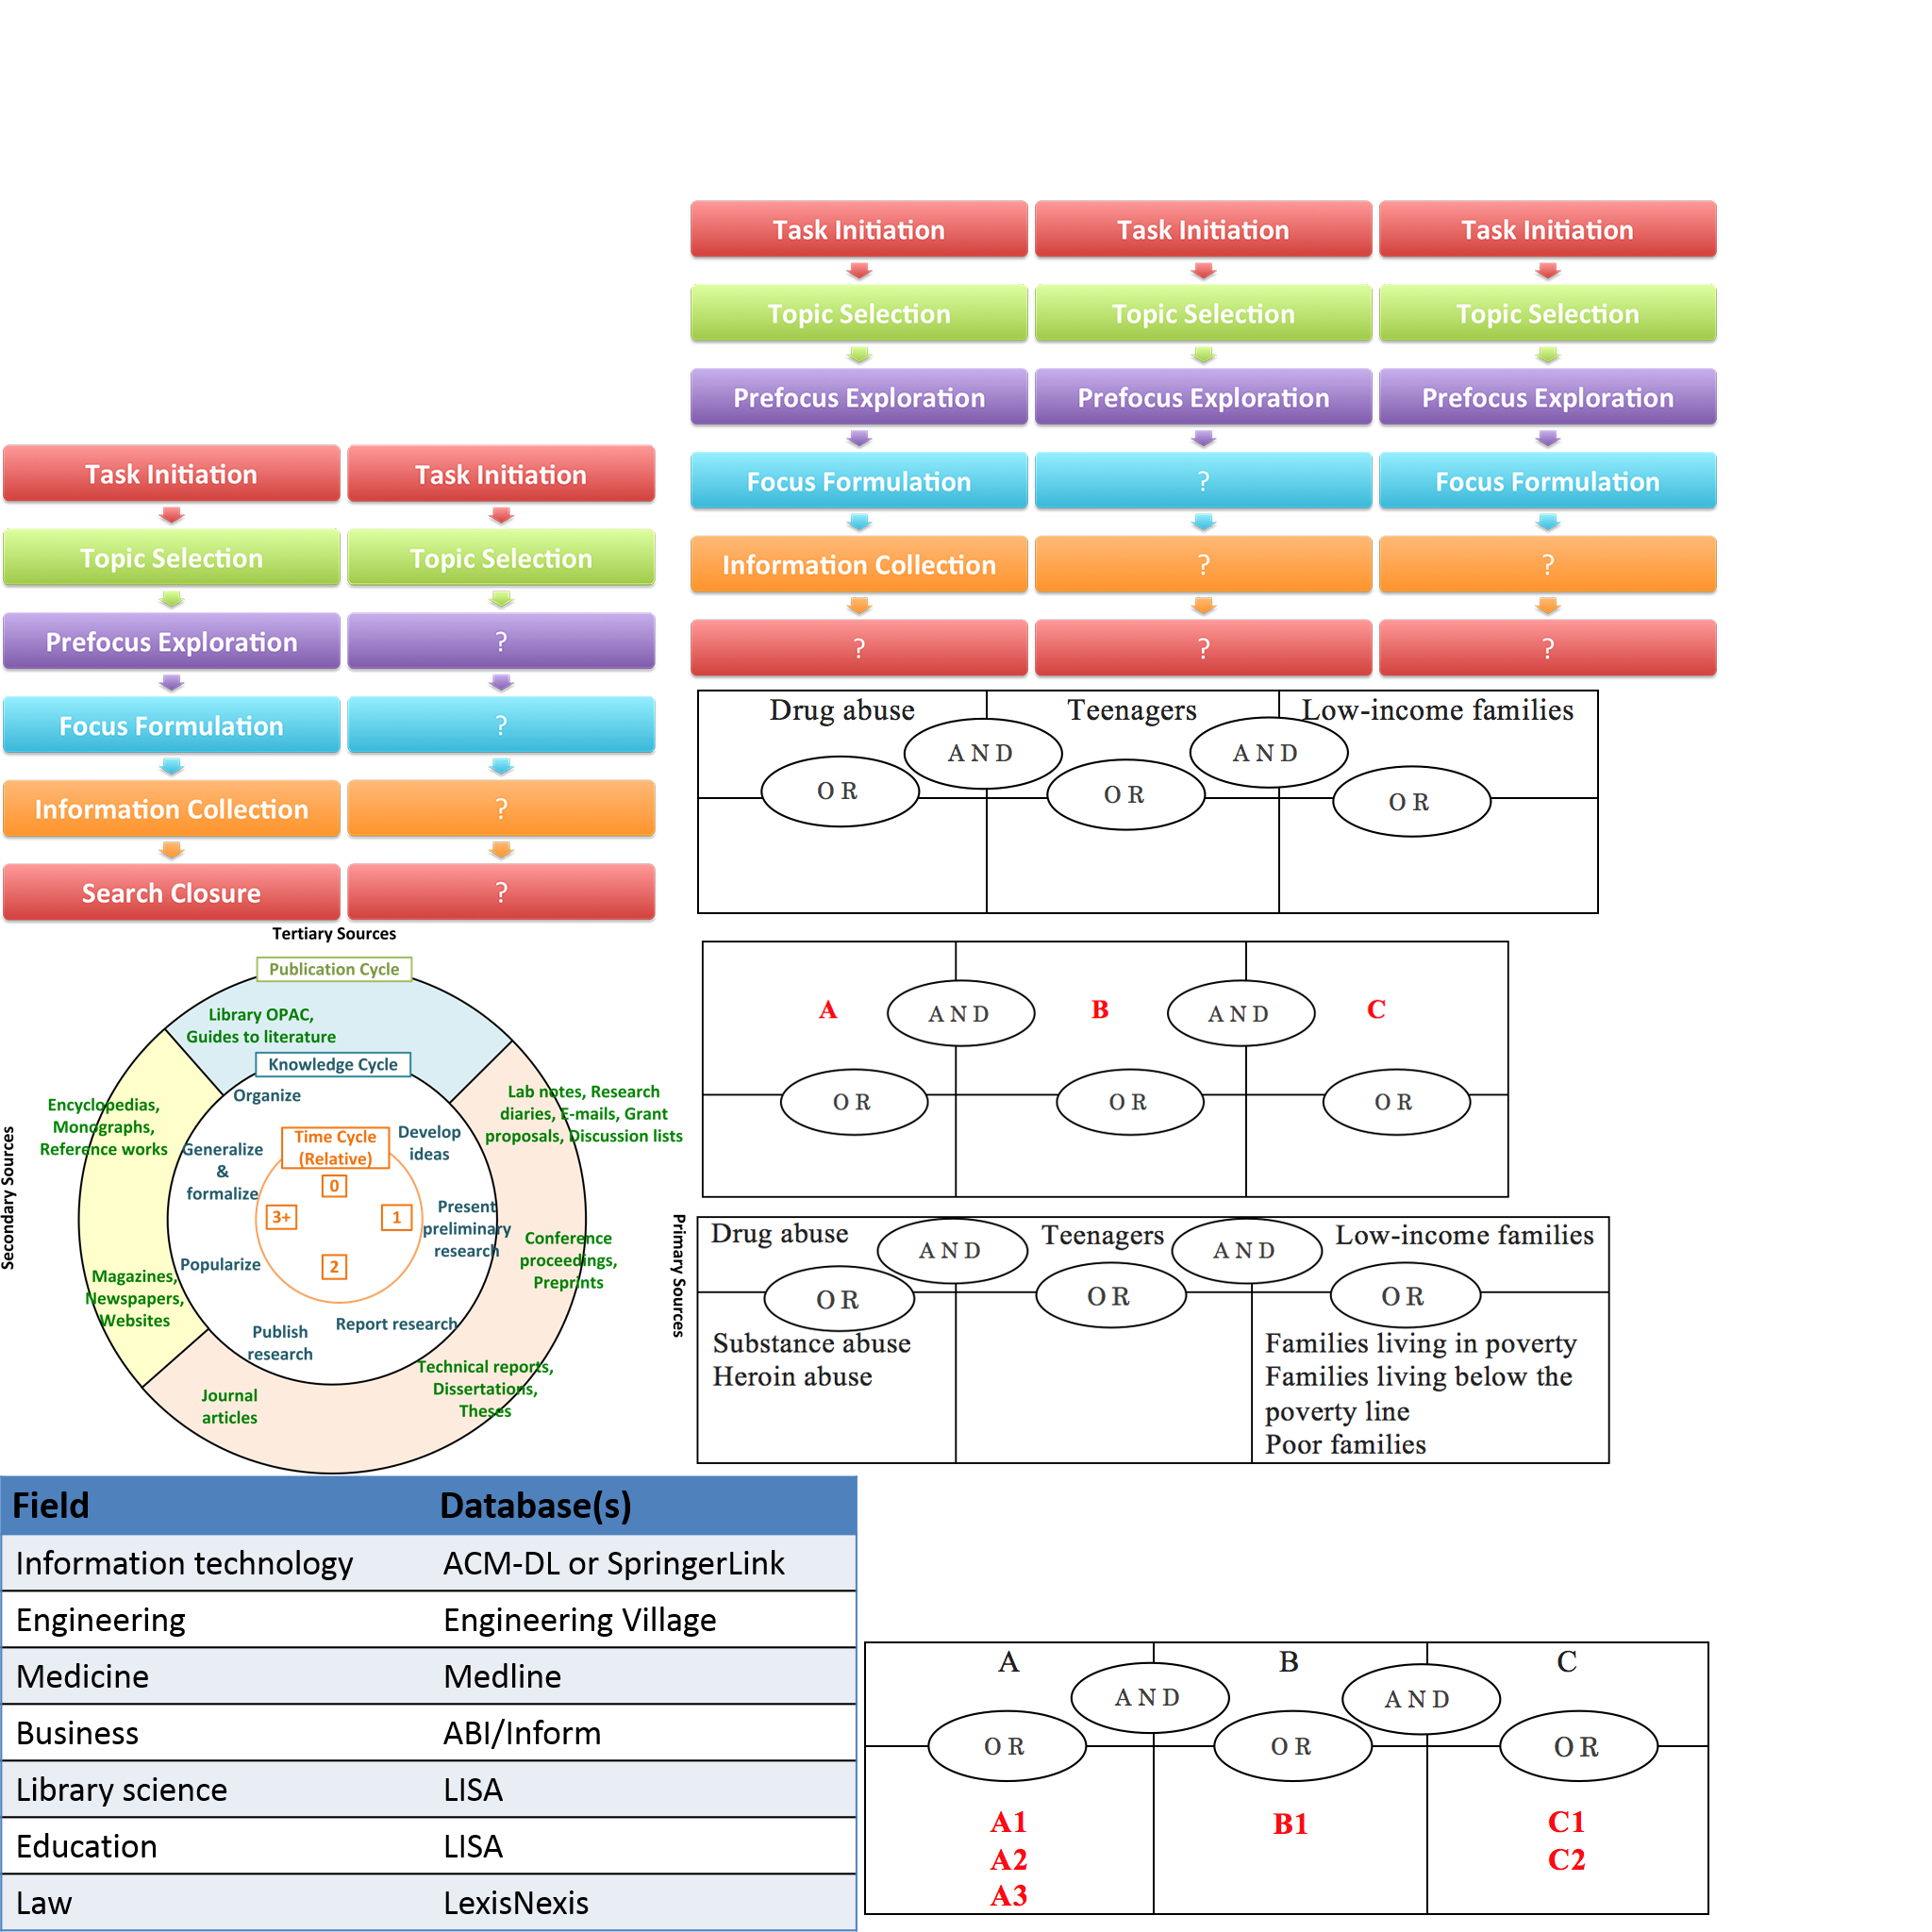 Task Initiation
Topic Selection
Prefocus Exploration
Focus Formulation
Information Collection
?
Task Initiation
Topic Selection
Prefocus Exploration
?
?
?
Task Initiation
Topic Selection
Prefocus Exploration
Focus Formulation
?
?
Task Initiation
Topic Selection
Prefocus Exploration
Focus Formulation
Information Collection
Search Closure
Task Initiation
Topic Selection
?
?
?
?
Drug abuse
Teenagers
Low-income families
AND
AND
OR
OR
OR
Tertiary Sources
Publication Cycle
Library OPAC,
Guides to literature
Knowledge Cycle
Organize
Encyclopedias,
Monographs,
Reference works
Generalize
&
formalize
Time Cycle
(Relative)
Develop
ideas
Lab notes, Research
diaries, E-mails, Grant
proposals, Discussion lists
0
3+
1
2
Present
preliminary
research
Conference
proceedings,
Preprints
Popularize
Magazines,
Newspapers,
Websites
Publish
research
Report research
Technical reports,
Dissertations,
Theses
Journal
articles
Secondary Sources
Primary Sources
A
AND
B
AND
C
OR
OR
OR
Drug abuse
AND
Teenagers
AND
Low-income families
OR
OR
OR
Substance abuse
Heroin abuse
Families living in poverty
Families living below the
poverty line
Poor families
Field Database(s)
Information technology ACM-DL or SpringerLink
Engineering Engineering Village
Medicine Medline
Business ABI/Inform
Library science LISA
Education LISA
Law LexisNexis
A
B
C
AND
AND
OR
OR
OR
A1
A2
A3
B1
C1
C2